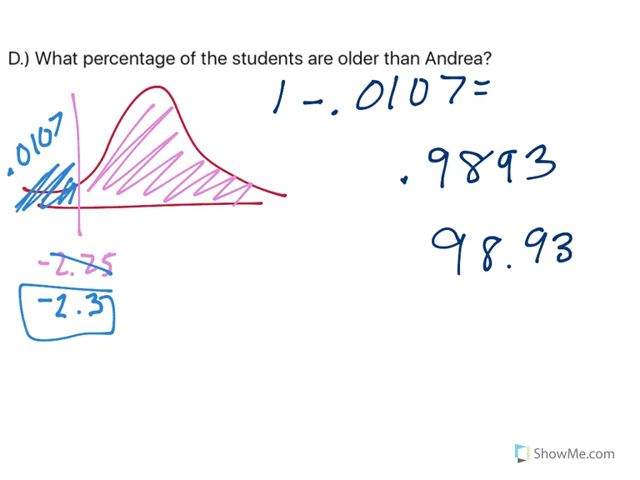 D.) What percentage of the students are older than Andrea?
1 - .0107 =
.0107
.9893
98.93
-2.25
-2.3
ShowMe.com